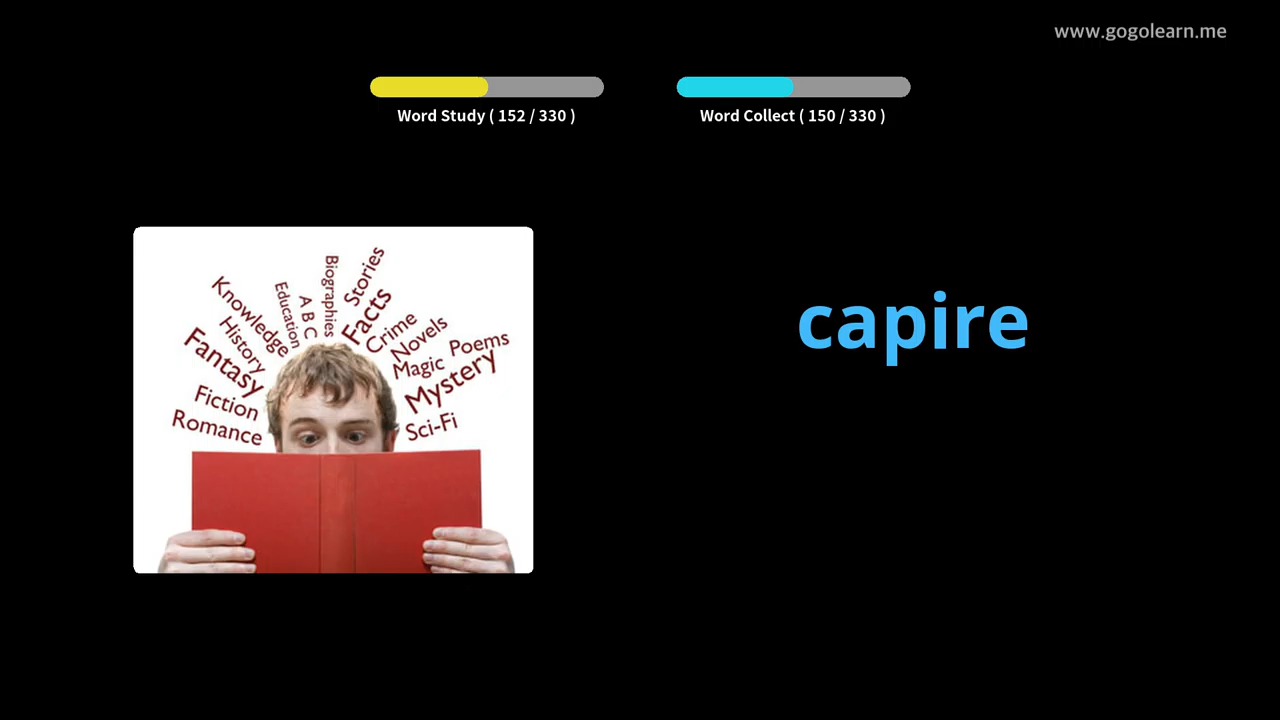 www.gogolearn.me
Word Study ( 152 / 330 )
Word Collect ( 150 / 330 )
Biographies
Stories
Education
A B C
Facts
Knowledge
Crime
History
Novels
Fantasy
Magic
Poems
Mystery
Fiction
Romance
Sci-Fi
capire